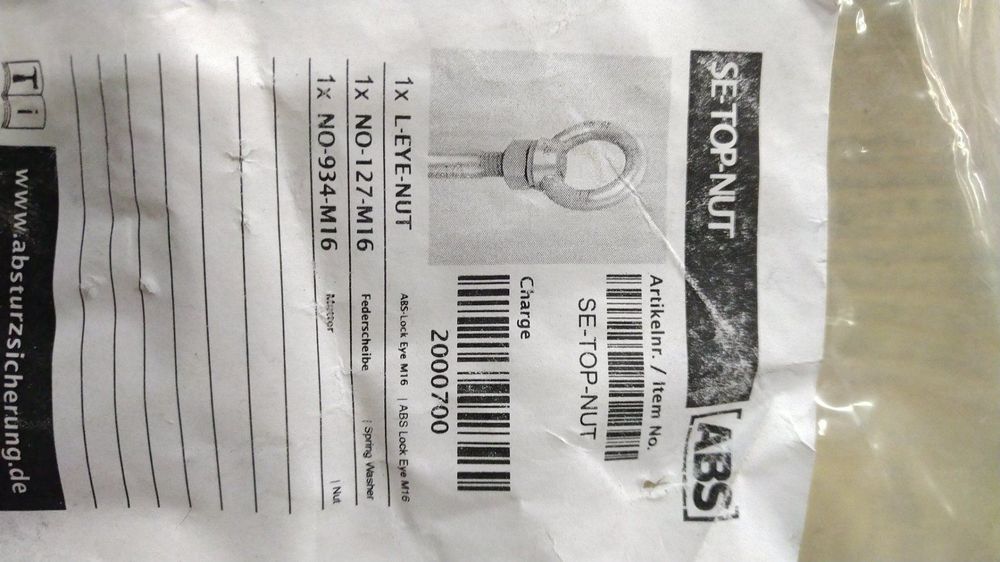 SE-TOP-NUT
[ABS]
Artikelnr. / Item No.
SE-TOP-NUT
Charge
2000700
1x L-EYE-NUT ABS-Lock Eye M16 | ABS Lock Eye M16
1x NO-127-M16 Federscheibe | Spring Washer
1x NO-934-M16 | Nut
Ti
www.absturzsicherung.de